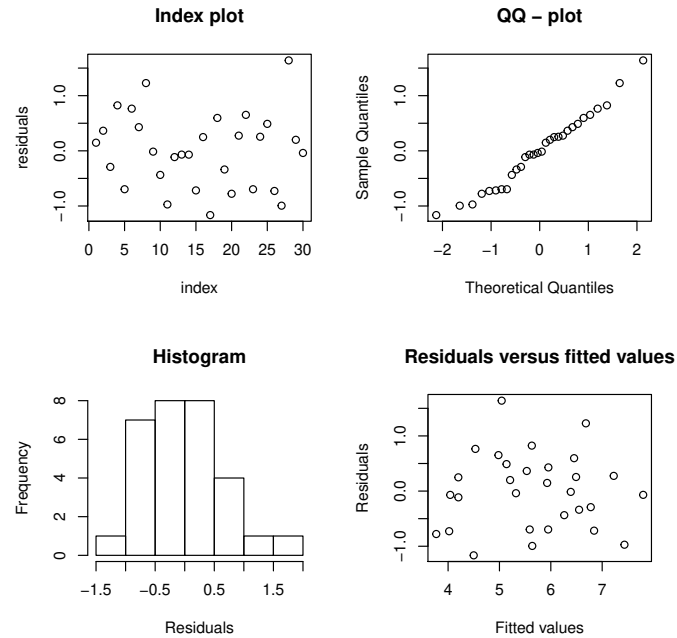 Index plot
residuals
1.0
0.0
−1.0
0 5 10 15 20 25 30
index
QQ − plot
Sample Quantiles
1.0
0.0
−1.0
−2 −1 0 1 2
Theoretical Quantiles
Histogram
Frequency
8
6
4
2
0
−1.5 −0.5 0.5 1.5
Residuals
Residuals versus fitted values
Residuals
1.0
0.0
−1.0
4 5 6 7
Fitted values